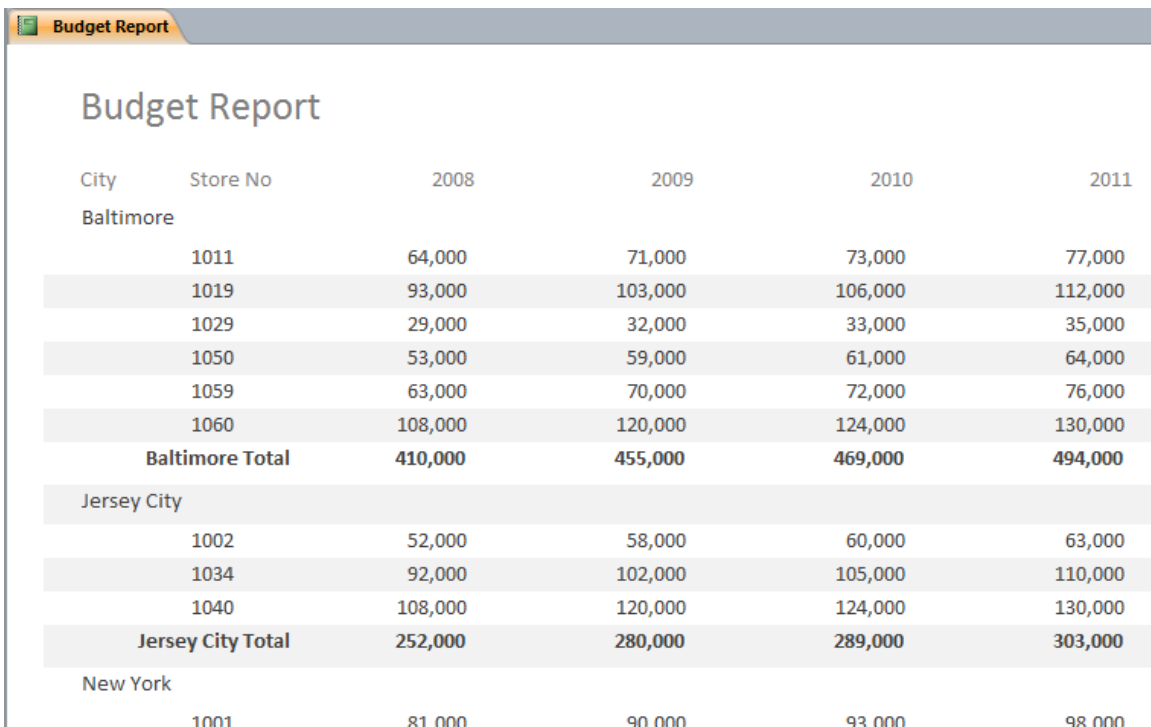 Budget Report
Budget Report
City Store No 2008 2009 2010 2011
Baltimore
1011 64,000 71,000 73,000 77,000
1019 93,000 103,000 106,000 112,000
1029 29,000 32,000 33,000 35,000
1050 53,000 59,000 61,000 64,000
1059 63,000 70,000 72,000 76,000
1060 108,000 120,000 124,000 130,000
Baltimore Total 410,000 455,000 469,000 494,000
Jersey City
1002 52,000 58,000 60,000 63,000
1034 92,000 102,000 105,000 110,000
1040 108,000 120,000 124,000 130,000
Jersey City Total 252,000 280,000 289,000 303,000
New York
1001 81,000 90,000 93,000 98,000